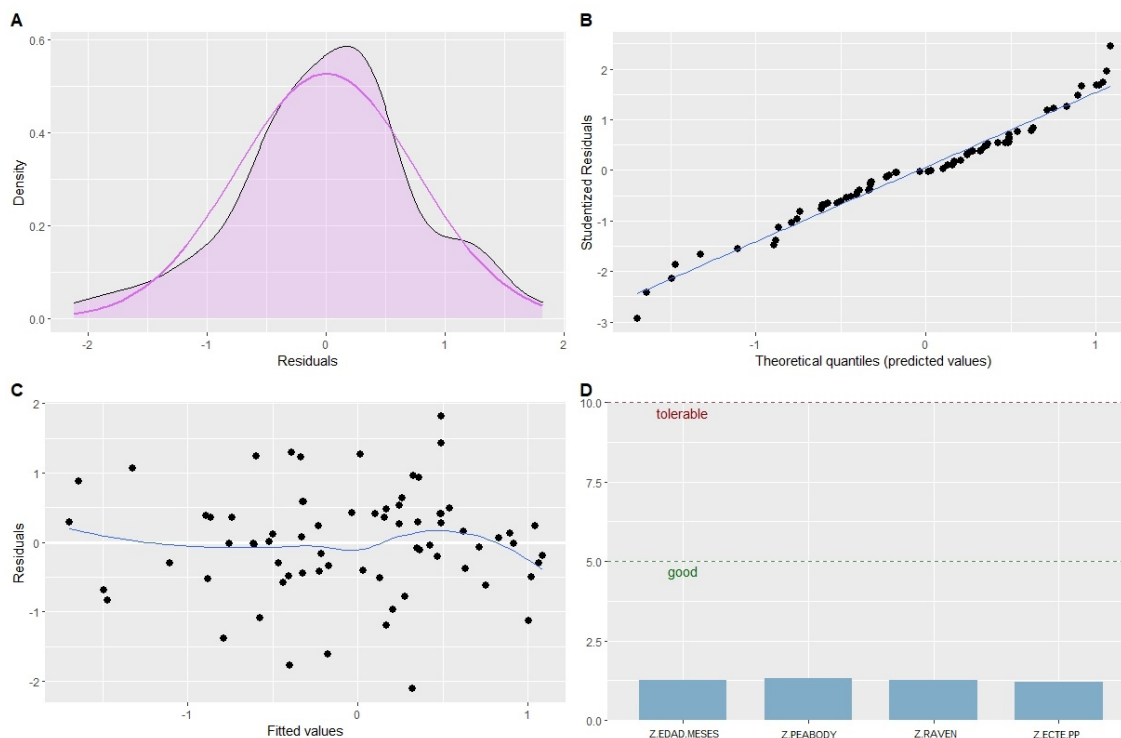 A
0.6
0.4
0.2
0.0
Density
-2
-1
0
1
2
Residuals
B
2
1
0
-1
-2
-3
Studentized Residuals
-1
0
1
Theoretical quantiles (predicted values)
C
2
1
0
-1
-2
Residuals
-1
0
1
Fitted values
D
10.0
7.5
5.0
2.5
0.0
tolerable
good
Z.EDAD.MESES
Z.PEABODY
Z.RAVEN
Z.ECTE.PP